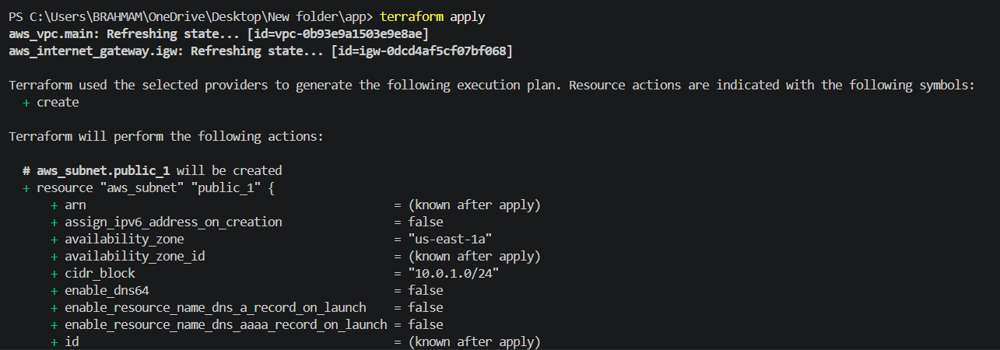 PS C:\Users\BRAHMAM\OneDrive\Desktop\New folder\app> terraform apply
aws_vpc.main: Refreshing state... [id=vpc-0b93e9a1503e9e8ae]
aws_internet_gateway.igw: Refreshing state... [id=igw-0dcd4af5cf07bf068]
Terraform used the selected providers to generate the following execution plan. Resource actions are indicated with the following symbols:
  + create
Terraform will perform the following actions:
  # aws_subnet.public_1 will be created
  + resource "aws_subnet" "public_1" {
      + arn                                            = (known after apply)
      + assign_ipv6_address_on_creation                = false
      + availability_zone                              = "us-east-1a"
      + availability_zone_id                           = (known after apply)
      + cidr_block                                     = "10.0.1.0/24"
      + enable_dns64                                   = false
      + enable_resource_name_dns_a_record_on_launch    = false
      + enable_resource_name_dns_aaaa_record_on_launch = false
      + id                                             = (known after apply)